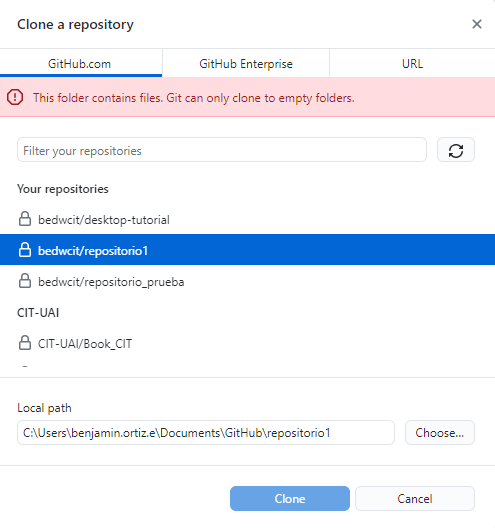 Clone a repository
GitHub.com
GitHub Enterprise
URL
This folder contains files. Git can only clone to empty folders.
Filter your repositories
Your repositories
bedwcit/desktop-tutorial
bedwcit/repositorio1
bedwcit/repositorio_prueba
CIT-UAI
CIT-UAI/Book_CIT
Local path
C:\Users\benjamin.ortiz.e\Documents\GitHub\repositorio1
Choose...
Clone
Cancel